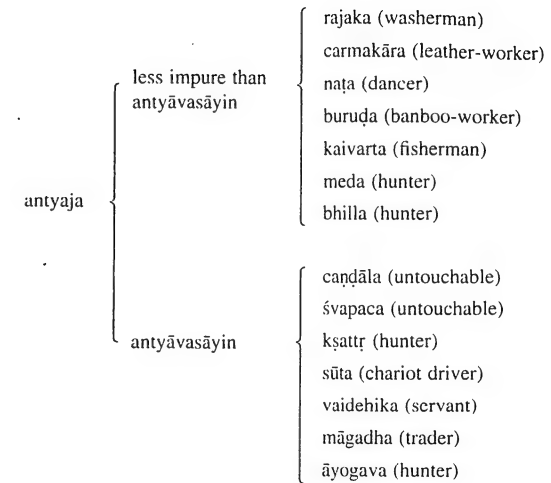 rajaka (washerman)
carmakāra (leather-worker)
less impure than
antyāvasāyin
naṭa (dancer)
buruḍa (banboo-worker)
kaivarta (fisherman)
meda (hunter)
bhilla (hunter)
antyaja
antyāvasāyin
caṇḍāla (untouchable)
śvapaca (untouchable)
kṣattṛ (hunter)
sūta (chariot driver)
vaidehika (servant)
māgadha (trader)
āyogava (hunter)